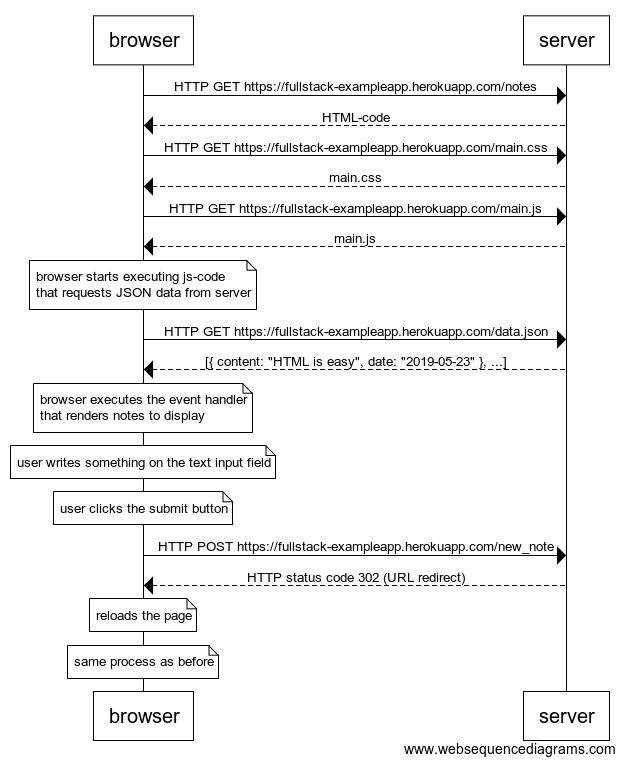 browser
server
HTTP GET https://fullstack-exampleapp.herokuapp.com/notes
HTML-code
HTTP GET https://fullstack-exampleapp.herokuapp.com/main.css
main.css
HTTP GET https://fullstack-exampleapp.herokuapp.com/main.js
main.js
browser starts executing js-code
that requests JSON data from server
HTTP GET https://fullstack-exampleapp.herokuapp.com/data.json
[{ content: "HTML is easy", date: "2019-05-23" }, ...]
browser executes the event handler
that renders notes to display
user writes something on the text input field
user clicks the submit button
HTTP POST https://fullstack-exampleapp.herokuapp.com/new_note
HTTP status code 302 (URL redirect)
reloads the page
same process as before
browser
server
www.websequencediagrams.com